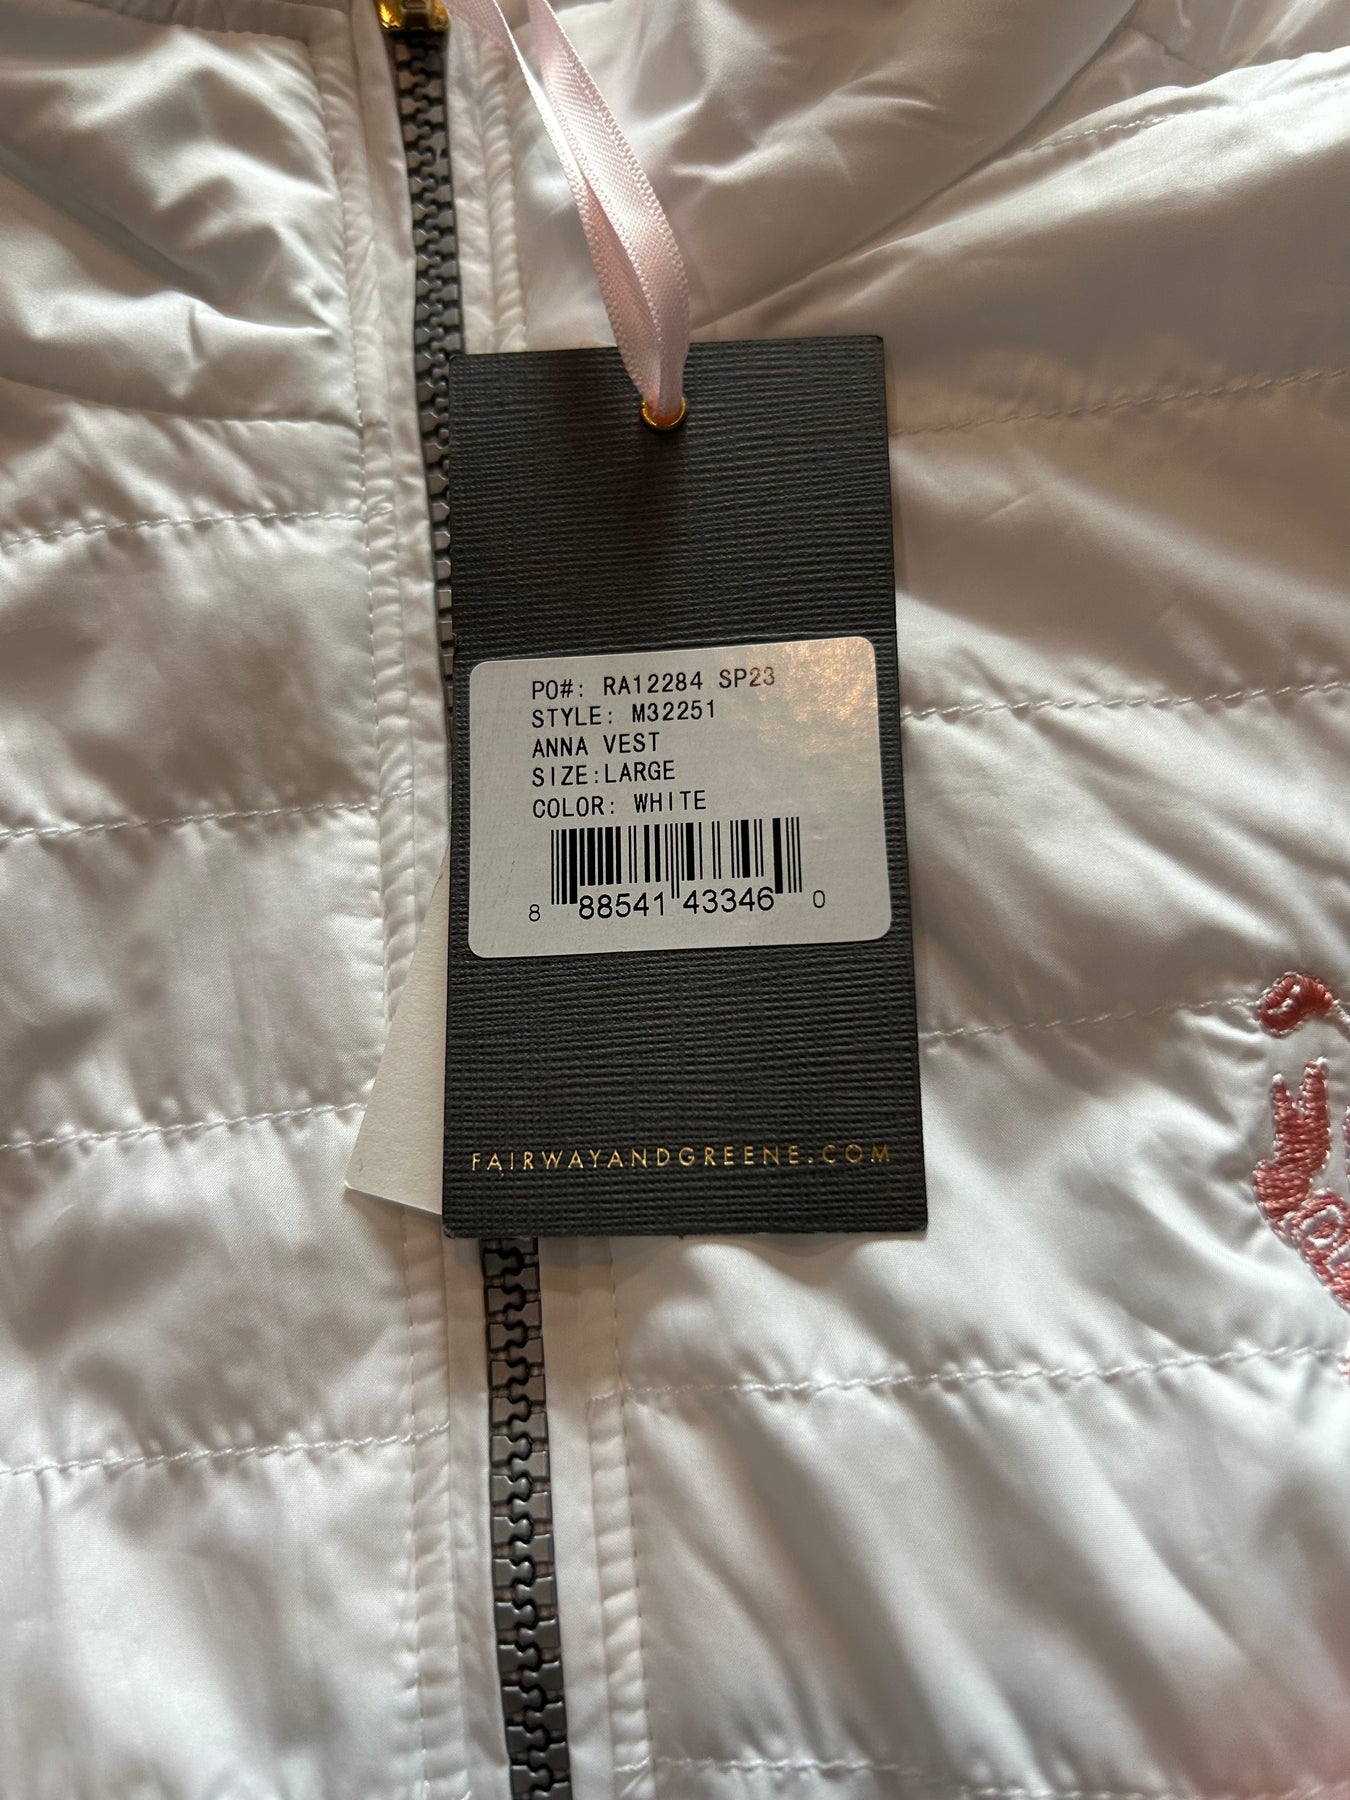 PO#: RA12284 SP23
STYLE: M32251
ANNA VEST
SIZE:LARGE
COLOR: WHITE
8 88541 43346 0
FAIRWAYANDGREENE.COM